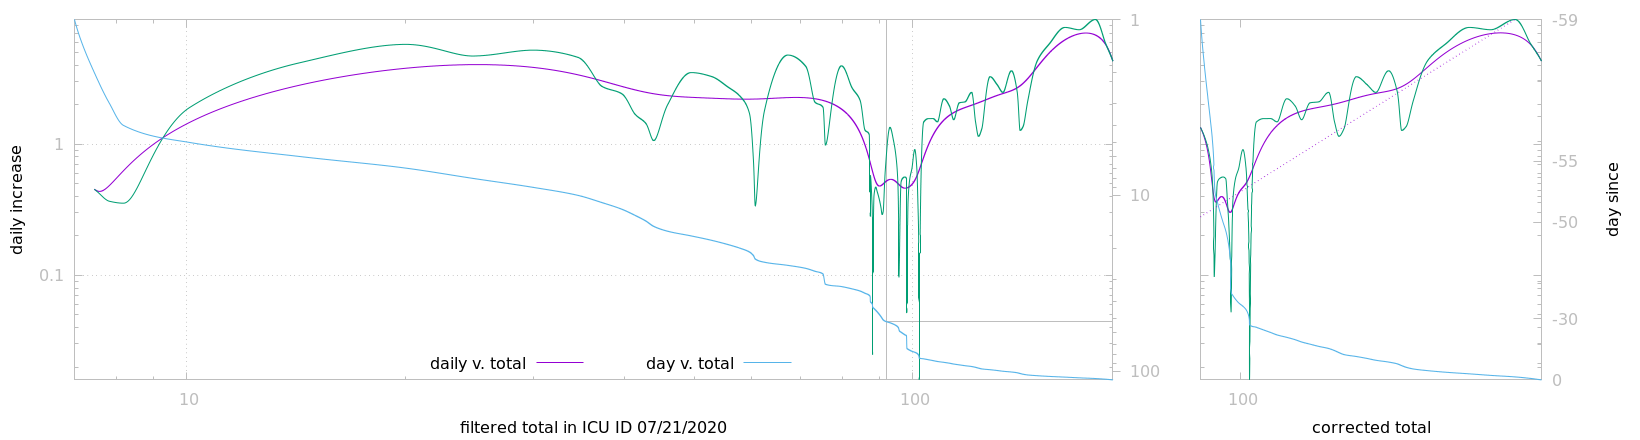 daily increase
1
0.1
10
100
filtered total in ICU ID 07/21/2020
daily v. total
day v. total
1
10
100
100
corrected total
-59
-55
-50
-30
0
day since